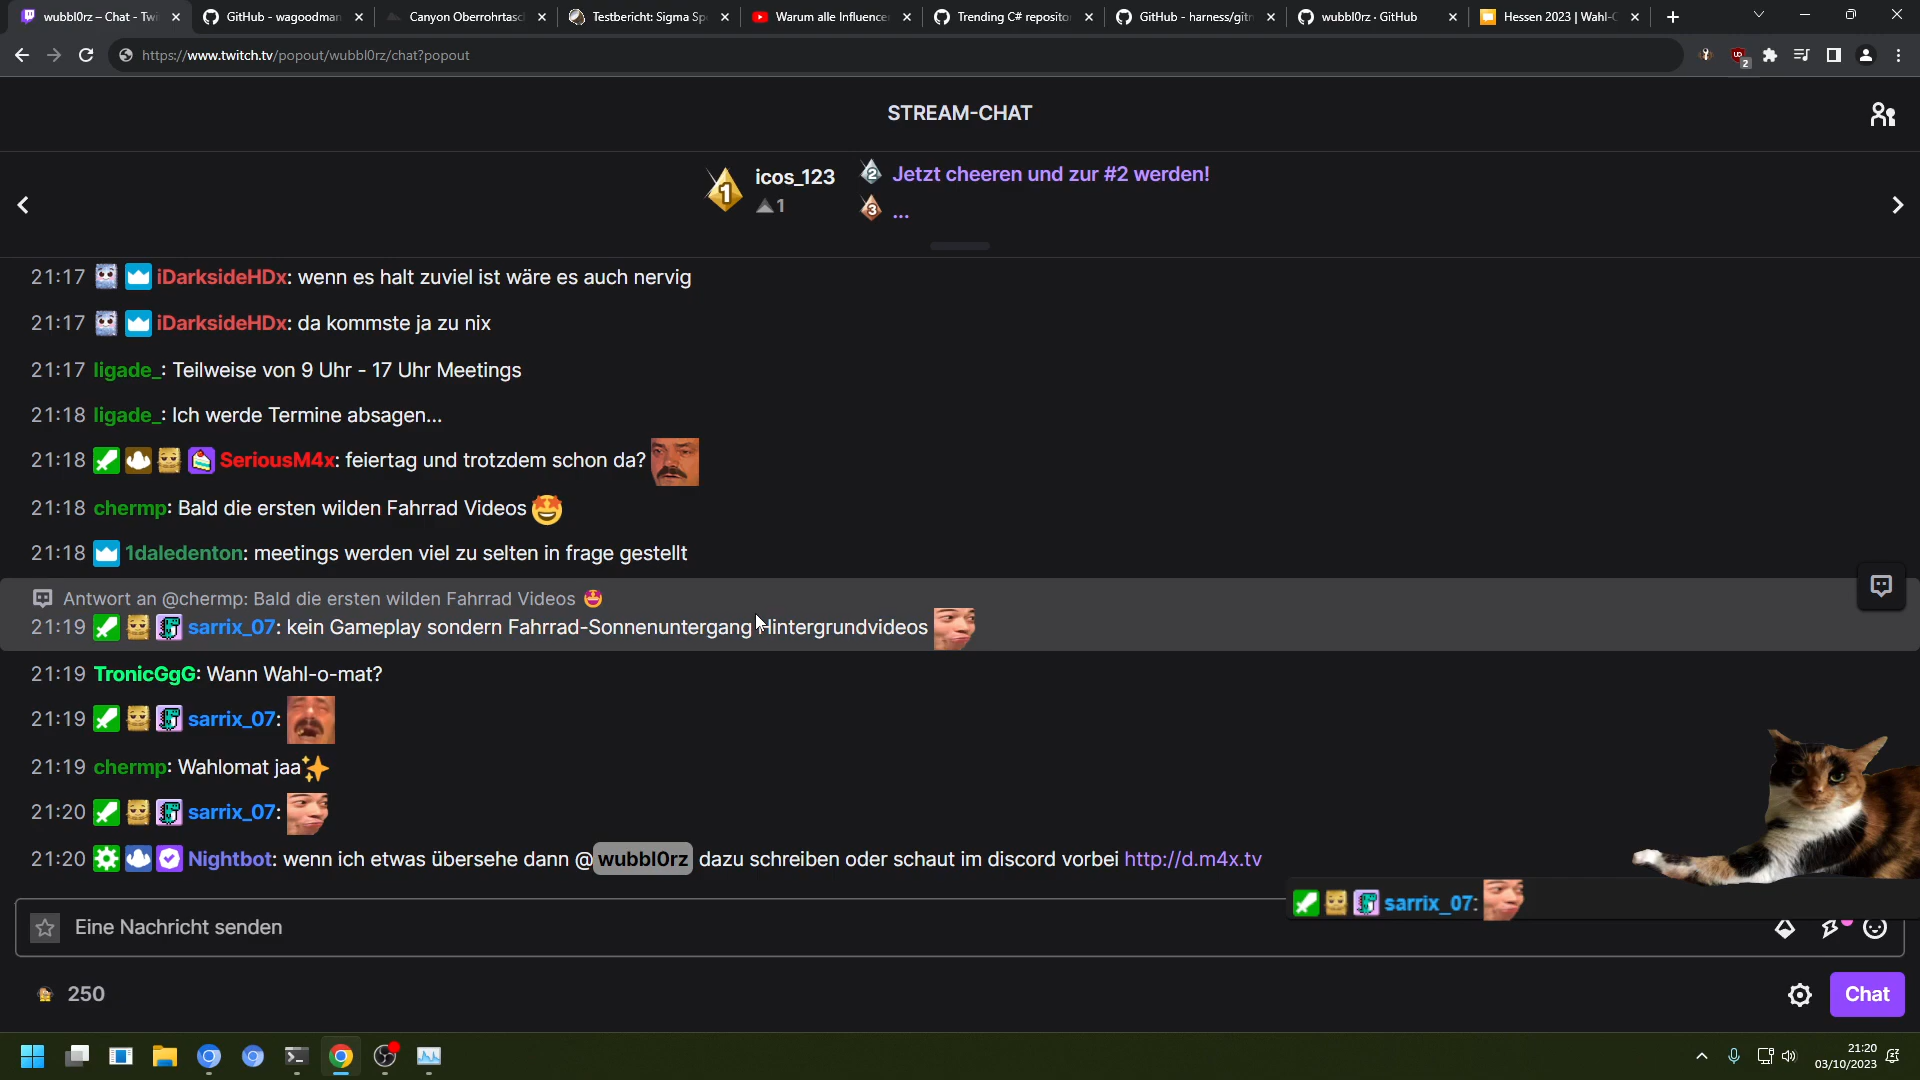 wubbl0rz – Chat - Tw
GitHub - wagoodman
Canyon Oberrohrtasc
Testbericht: Sigma Sp
Warum alle Influence
Trending C# reposito
GitHub - harness/gitn
wubbl0rz · GitHub
Hessen 2023 | Wahl-O
https://www.twitch.tv/popout/wubbl0rz/chat?popout
2
STREAM-CHAT
1
icos_123
1
2 Jetzt cheeren und zur #2 werden!
3 ...
21:17 iDarksideHDx: wenn es halt zuviel ist wäre es auch nervig
21:17 iDarksideHDx: da kommste ja zu nix
21:17 ligade_: Teilweise von 9 Uhr - 17 Uhr Meetings
21:18 ligade_: Ich werde Termine absagen...
21:18 SeriousM4x: feiertag und trotzdem schon da?
21:18 chermp: Bald die ersten wilden Fahrrad Videos 🤩
21:18 1daledenton: meetings werden viel zu selten in frage gestellt
Antwort an @chermp: Bald die ersten wilden Fahrrad Videos 🤩
21:19 sarrix_07: kein Gameplay sondern Fahrrad-Sonnenuntergang Hintergrundvideos
21:19 TronicGgG: Wann Wahl-o-mat?
21:19 sarrix_07:
21:19 chermp: Wahlomat jaa✨
21:20 sarrix_07:
21:20 Nightbot: wenn ich etwas übersehe dann @wubbl0rz dazu schreiben oder schaut im discord vorbei http://d.m4x.tv
sarrix_07:
Eine Nachricht senden
250
Chat
21:20
03/10/2023